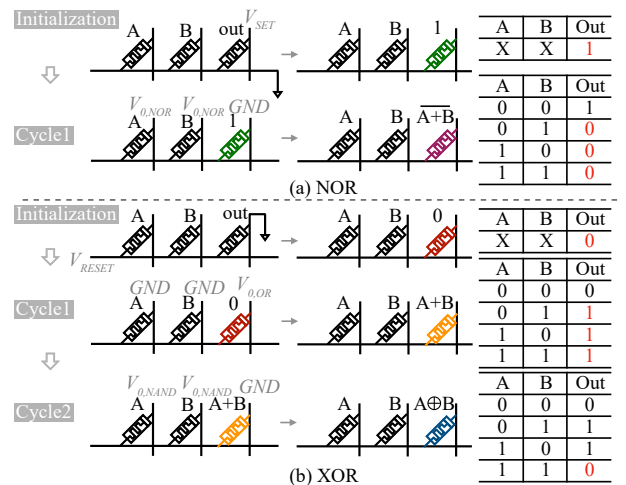 Initialization A B out V_SET 1 A B Out
A B X X 1
V_0,NOR V_0,NOR GND A B Out
Cycle1 A B 1 A B \overline{A+B} 0 0 1
0 1 0
1 0 0
1 1 0
(a) NOR
Initialization A B out A B 0 A B Out
X X 0
V_RESET A B Out
GND GND V_0,OR 0 0 0
Cycle1 A B 0 A B A+B 0 1 1
1 0 1
1 1 1
V_0,NAND V_0,NAND GND A B Out
Cycle2 A B A+B A B A⊕B 0 0 0
0 1 1
1 0 1
1 1 0
(b) XOR